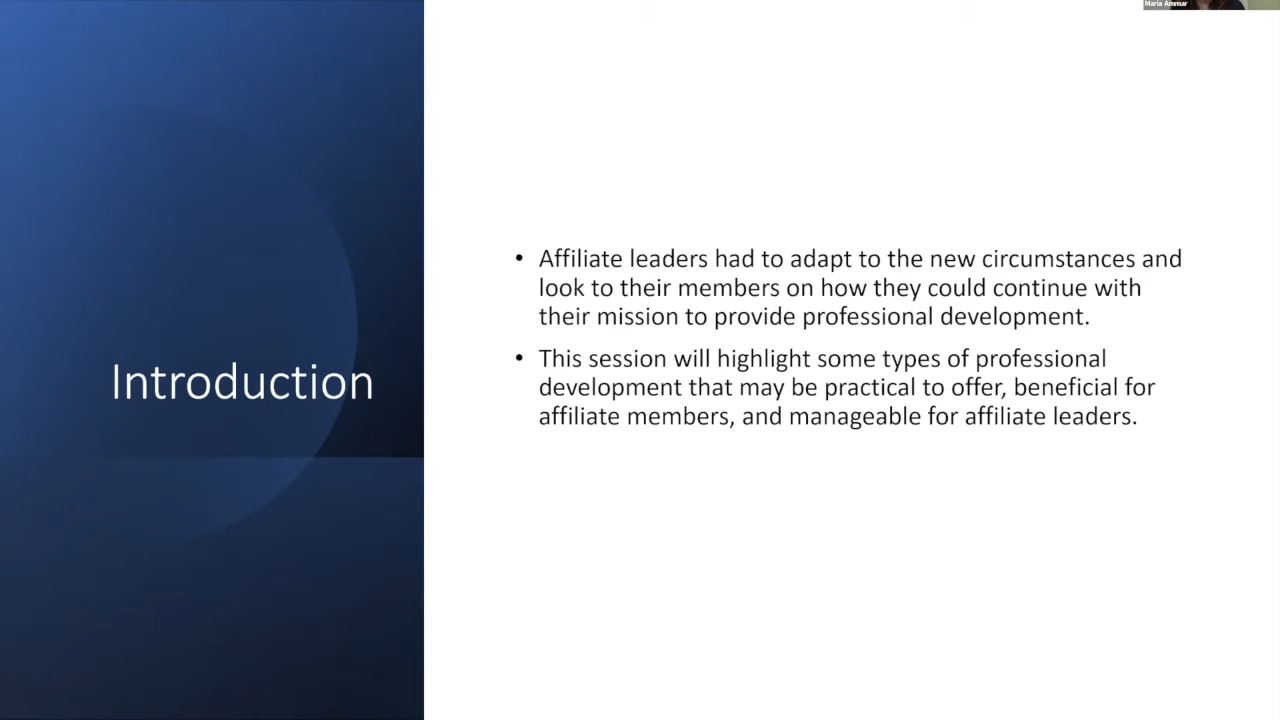 Maria Ammar
Introduction
• Affiliate leaders had to adapt to the new circumstances and
look to their members on how they could continue with
their mission to provide professional development.
• This session will highlight some types of professional
development that may be practical to offer, beneficial for
affiliate members, and manageable for affiliate leaders.